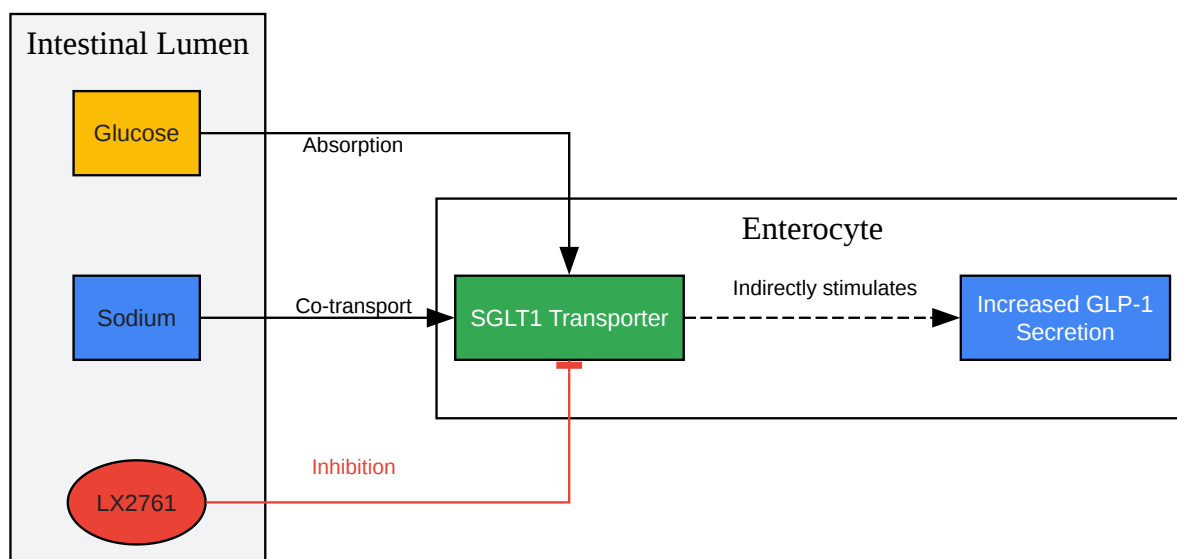 Intestinal Lumen
Glucose
Absorption
Enterocyte
Sodium
Co-transport
SGLT1 Transporter
Indirectly stimulates
Increased GLP-1
Secretion
Inhibition
LX2761